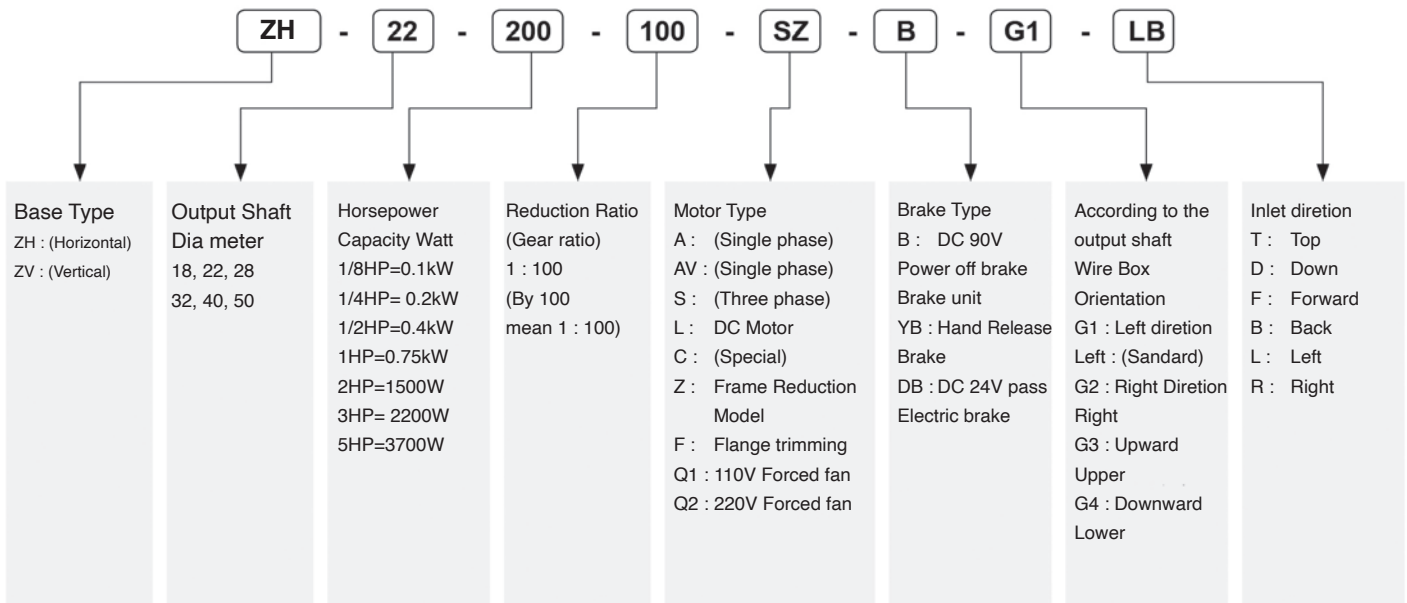 ZH - 22 - 200 - 100 - SZ - B - G1 - LB
Base Type
ZH : (Horizontal)
ZV : (Vertical)
Output Shaft
Dia meter
18, 22, 28
32, 40, 50
Horsepower
Capacity Watt
1/8HP=0.1kW
1/4HP= 0.2kW
1/2HP=0.4kW
1HP=0.75kW
2HP=1500W
3HP= 2200W
5HP=3700W
Reduction Ratio
(Gear ratio)
1 : 100
(By 100
mean 1 : 100)
Motor Type
A : (Single phase)
AV : (Single phase)
S : (Three phase)
L : DC Motor
C : (Special)
Z : Frame Reduction
Model
F : Flange trimming
Q1 : 110V Forced fan
Q2 : 220V Forced fan
Brake Type
B : DC 90V
Power off brake
Brake unit
YB : Hand Release
Brake
DB : DC 24V pass
Electric brake
According to the
output shaft
Wire Box
Orientation
G1 : Left diretion
Left : (Sandard)
G2 : Right Diretion
Right
G3 : Upward
Upper
G4 : Downward
Lower
Inlet diretion
T : Top
D : Down
F : Forward
B : Back
L : Left
R : Right